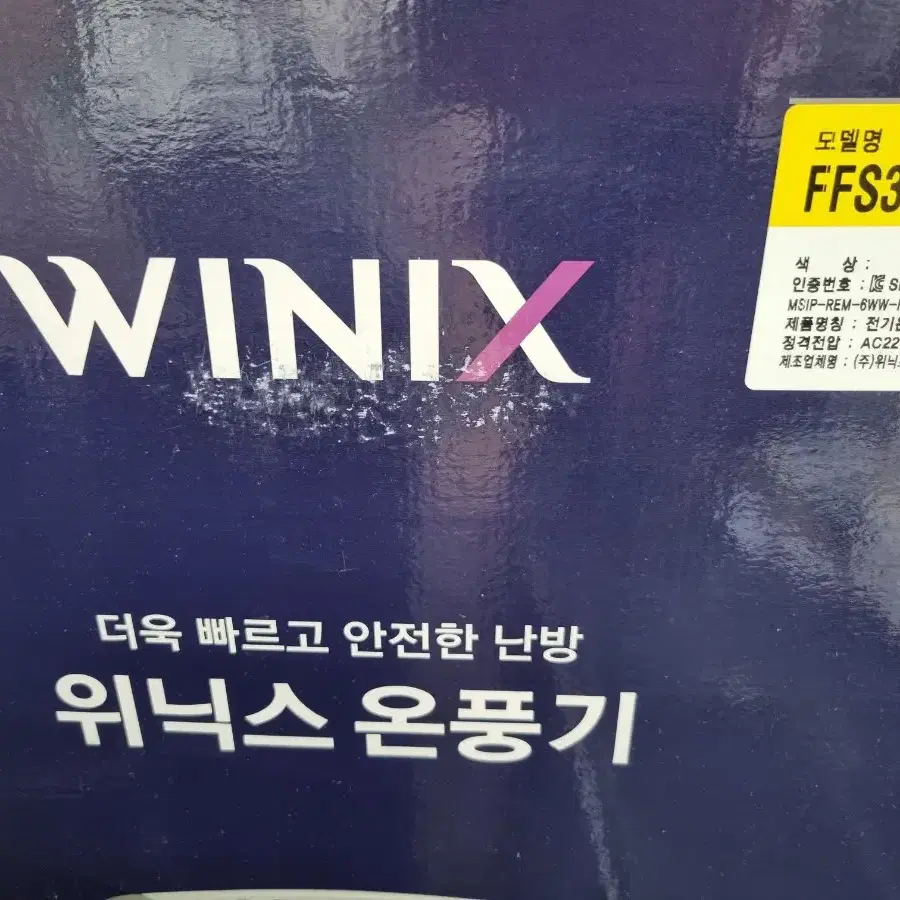 WINIX
더욱 빠르고 안전한 난방
위닉스 온풍기
모델명
FFS3
색 상 :
인증번호 :
MSIP-REM-6WW-
제품명칭 : 전기
정격전압 : AC22
제조업체명 : (주)위닉